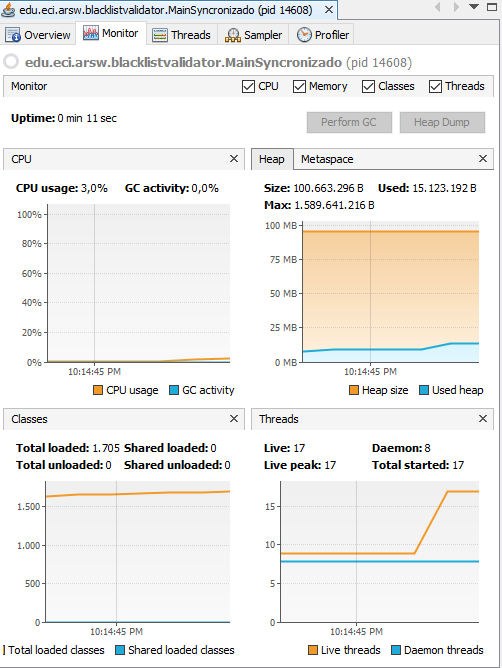 edu.eci.arsw.blacklistvalidator.MainSyncronizado (pid 14608)
Overview Monitor Threads Sampler Profiler
edu.eci.arsw.blacklistvalidator.MainSyncronizado (pid 14608)
Monitor CPU Memory Classes Threads
Uptime: 0 min 11 sec
Perform GC Heap Dump
CPU
CPU usage: 3,0% GC activity: 0,0%
100%
80%
60%
40%
20%
0%
10:14:45 PM
CPU usage GC activity
Heap Metaspace
Size: 100.663.296 B Used: 15.123.192 B
Max: 1.589.641.216 B
100 MB
75 MB
50 MB
25 MB
0 MB
10:14:45 PM
Heap size Used heap
Classes
Total loaded: 1.705 Shared loaded: 0
Total unloaded: 0 Shared unloaded: 0
1.500
1.000
500
0
10:14:45 PM
Total loaded classes Shared loaded classes
Threads
Live: 17 Daemon: 8
Live peak: 17 Total started: 17
15
10
5
0
10:14:45 PM
Live threads Daemon threads